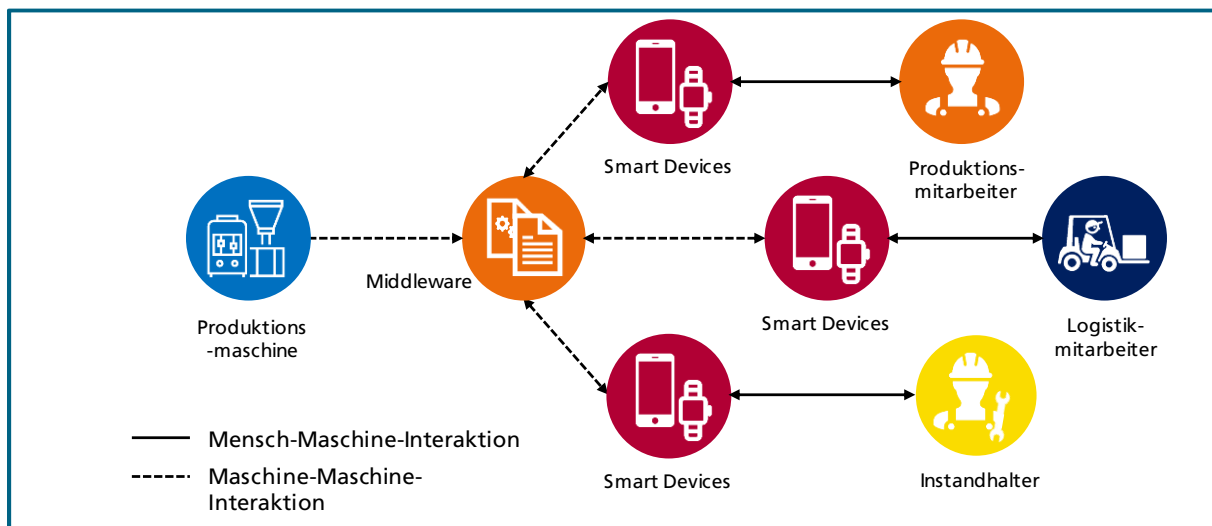 Smart Devices
Produktions-
mitarbeiter
Middleware
Produktions
-maschine
Smart Devices
Logistik-
mitarbeiter
Mensch-Maschine-Interaktion
Maschine-Maschine-
Interaktion
Smart Devices
Instandhalter